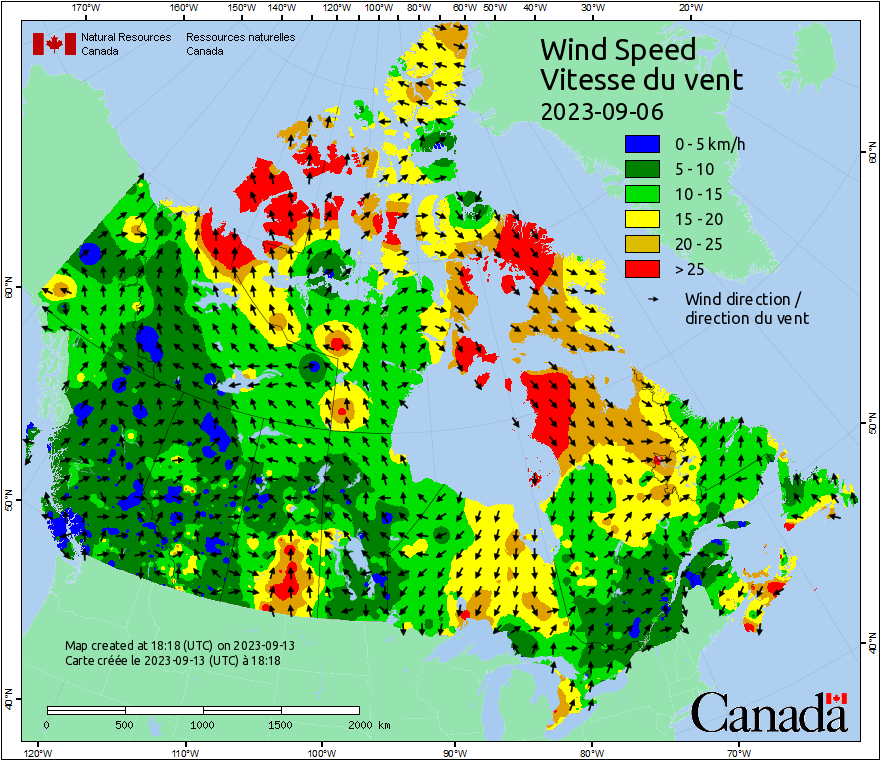 170°W 160°W 150°W 140°W 120°W 100°W 80°W 60°W 50°W 40°W 30°W 20°W
Natural Resources Ressources naturelles
Canada Canada
Wind Speed
Vitesse du vent
2023-09-06
0 - 5 km/h
5 - 10
10 - 15
15 - 20
20 - 25
> 25
Wind direction /
direction du vent
60°N
50°N
40°N
60°N
50°N
40°N
Map created at 18:18 (UTC) on 2023-09-13
Carte créée le 2023-09-13 (UTC) à 18:18
0 500 1000 1500 2000 km
Canada
120°W 110°W 100°W 90°W 80°W 70°W